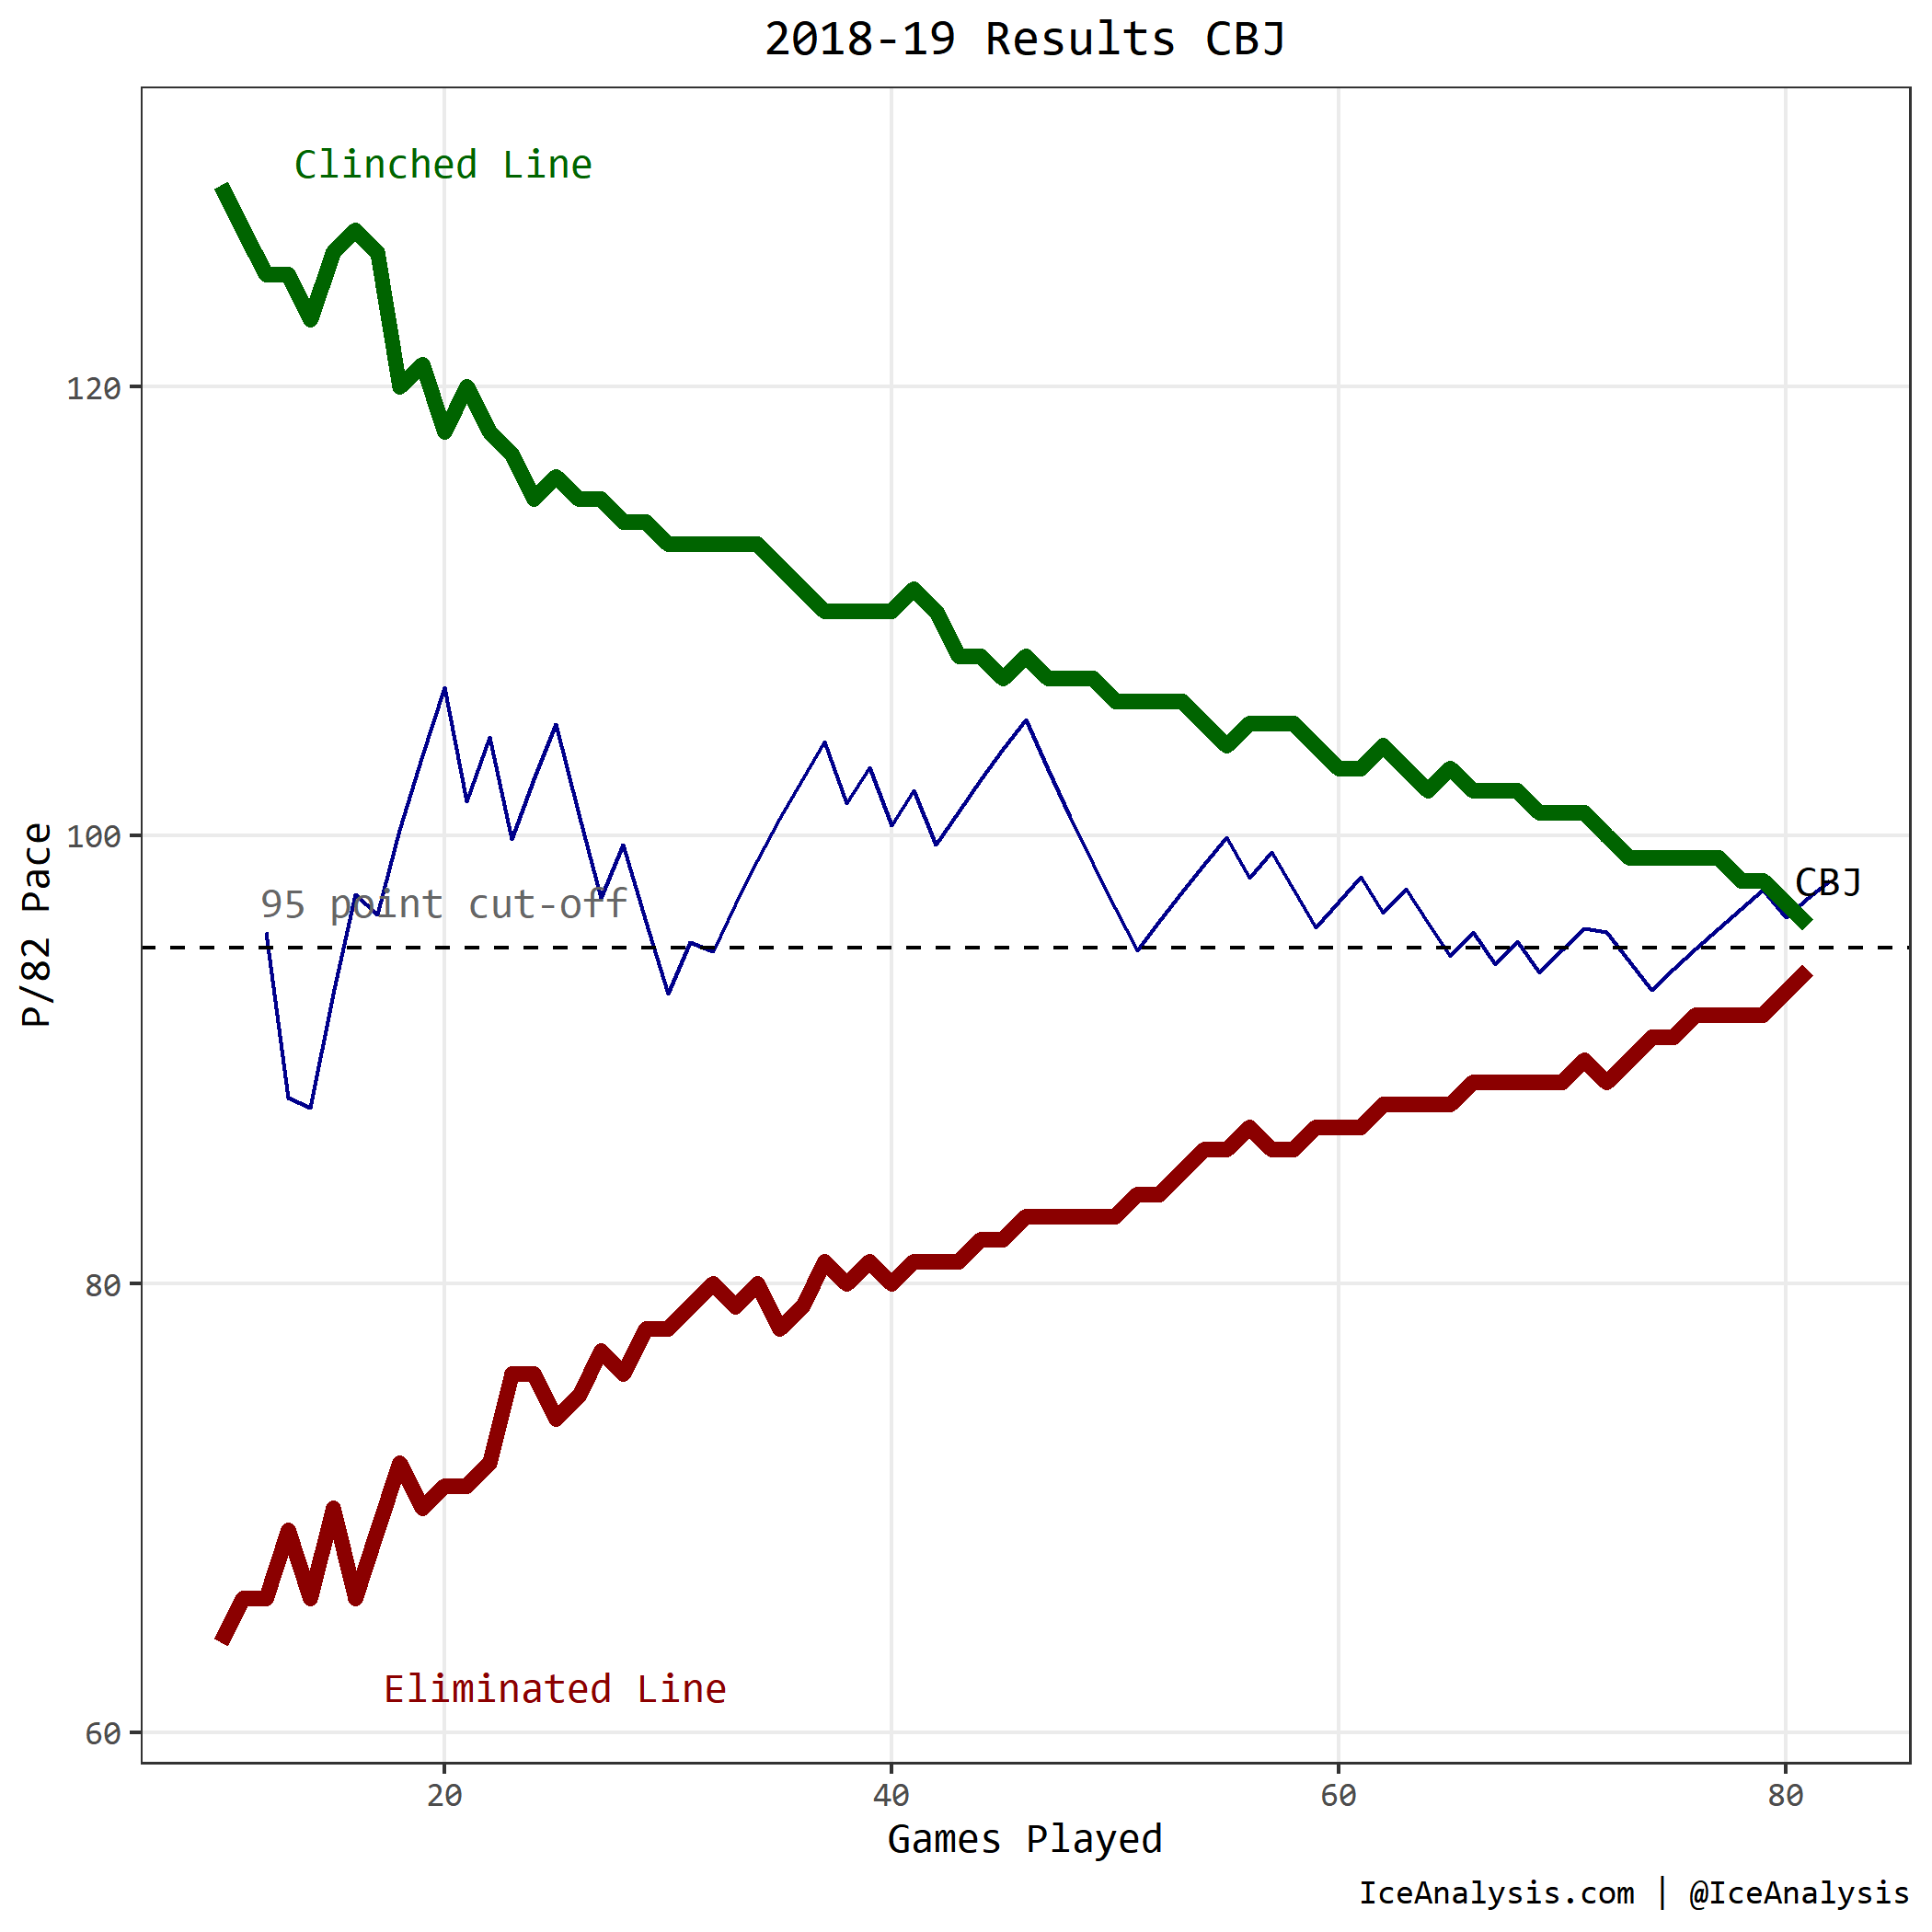 2018-19 Results CBJ
Clinched Line
120
100
P/82 Pace
CBJ
95 point cut-off
80
Eliminated Line
60
20
40
60
80
Games Played
IceAnalysis.com | @IceAnalysis